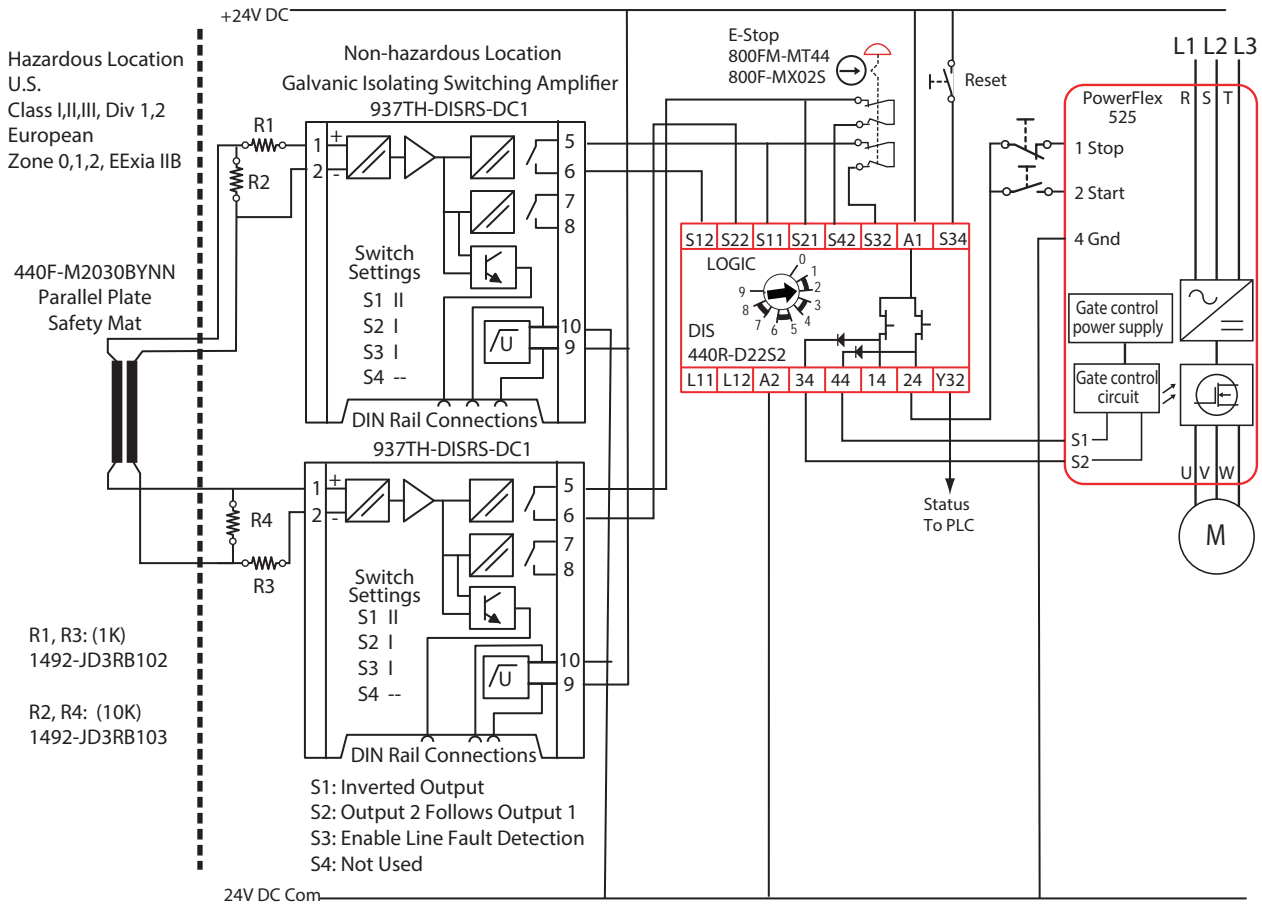 +24V DC
Hazardous Location
U.S.
Class I,II,III, Div 1,2
European
Zone 0,1,2, EExia IIB
Non-hazardous Location
Galvanic Isolating Switching Amplifier
937TH-DISRS-DC1
R1
R2
1
+
2
-
5
6
7
8
Switch
Settings
S1 II
S2 I
S3 I
S4 --
U
10
9
DIN Rail Connections
440F-M2030BYNN
Parallel Plate
Safety Mat
937TH-DISRS-DC1
R4
R3
1
+
2
-
5
6
7
8
Switch
Settings
S1 II
S2 I
S3 I
S4 --
U
10
9
DIN Rail Connections
R1, R3: (1K)
1492-JD3RB102
R2, R4: (10K)
1492-JD3RB103
S1: Inverted Output
S2: Output 2 Follows Output 1
S3: Enable Line Fault Detection
S4: Not Used
24V DC Com
E-Stop
800FM-MT44
800F-MX02S
Reset
S12 S22 S11 S21 S42 S32 A1 S34
LOGIC
0
1
2
3
4
5
6
7
8
9
DIS
440R-D22S2
L11 L12 A2 34 44 14 24 Y32
Status
To PLC
L1 L2 L3
PowerFlex
525
R S T
1 Stop
2 Start
4 Gnd
Gate control
power supply
Gate control
circuit
S1
S2
U V W
M